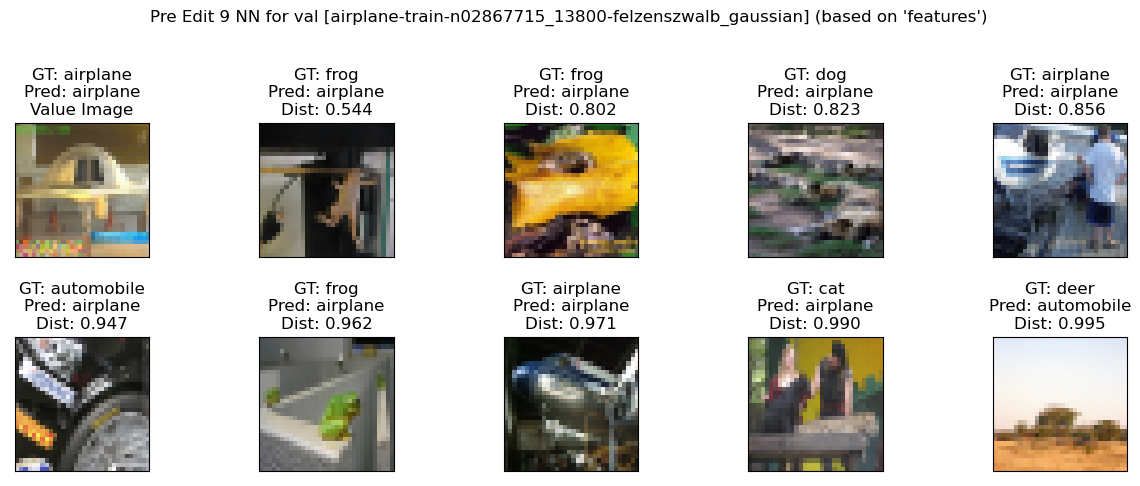 Pre Edit 9 NN for val [airplane-train-n02867715_13800-felzenszwalb_gaussian] (based on 'features')
GT: airplane
Pred: airplane
Value Image
GT: frog
Pred: airplane
Dist: 0.544
GT: frog
Pred: airplane
Dist: 0.802
GT: dog
Pred: airplane
Dist: 0.823
GT: airplane
Pred: airplane
Dist: 0.856
GT: automobile
Pred: airplane
Dist: 0.947
GT: frog
Pred: airplane
Dist: 0.962
GT: airplane
Pred: airplane
Dist: 0.971
GT: cat
Pred: airplane
Dist: 0.990
GT: deer
Pred: automobile
Dist: 0.995